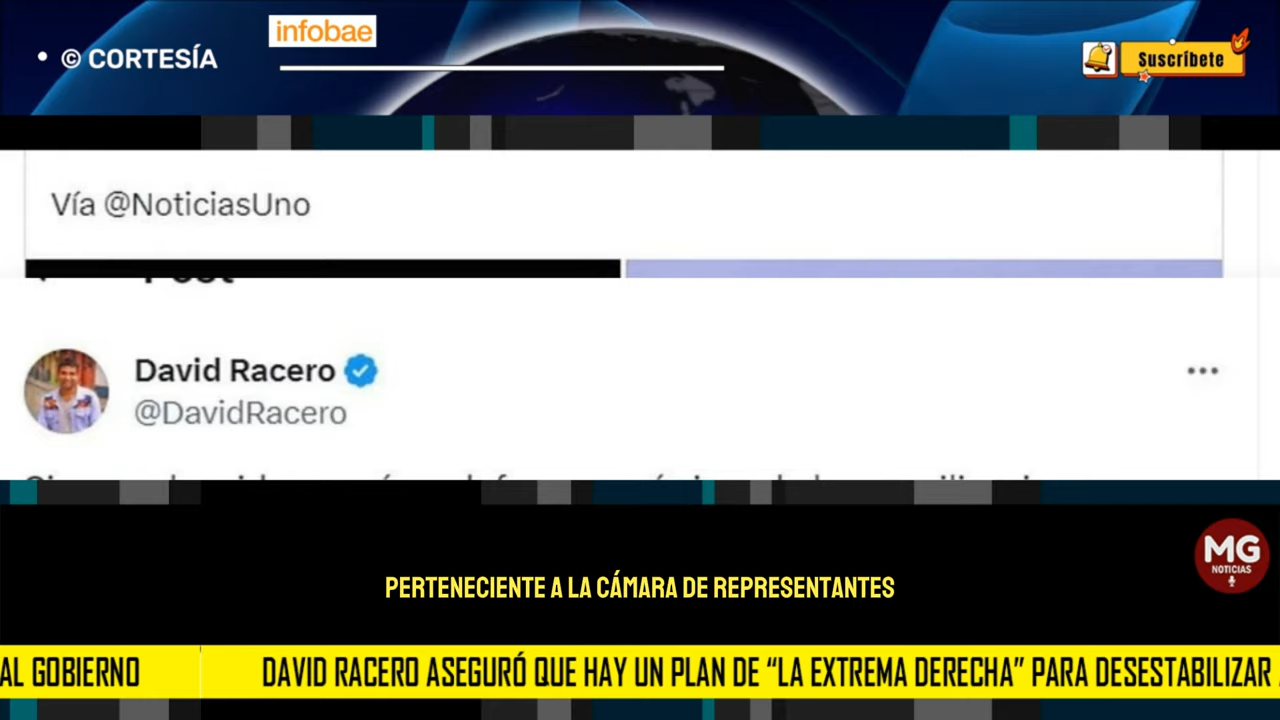 infobae
• © CORTESÍA
Suscríbete
Vía @NoticiasUno
Post
David Racero
@DavidRacero
MG
NOTICIAS
PERTENECIENTE A LA CÁMARA DE REPRESENTANTES
AL GOBIERNO DAVID RACERO ASEGURÓ QUE HAY UN PLAN DE “LA EXTREMA DERECHA” PARA DESESTABILIZAR